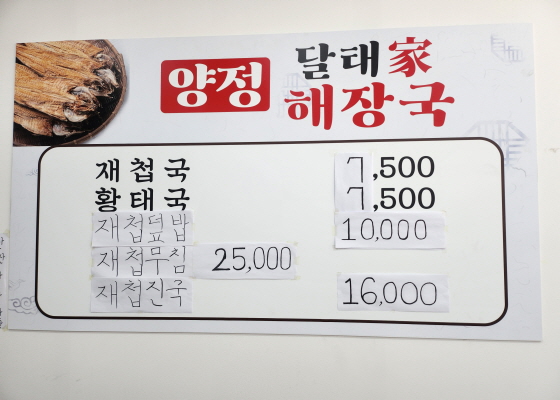 양정 달태家
해장국
재첩국 7,500
황태국 7,500
재첩덮밥 10,000
재첩무침 25,000
재첩진국 16,000